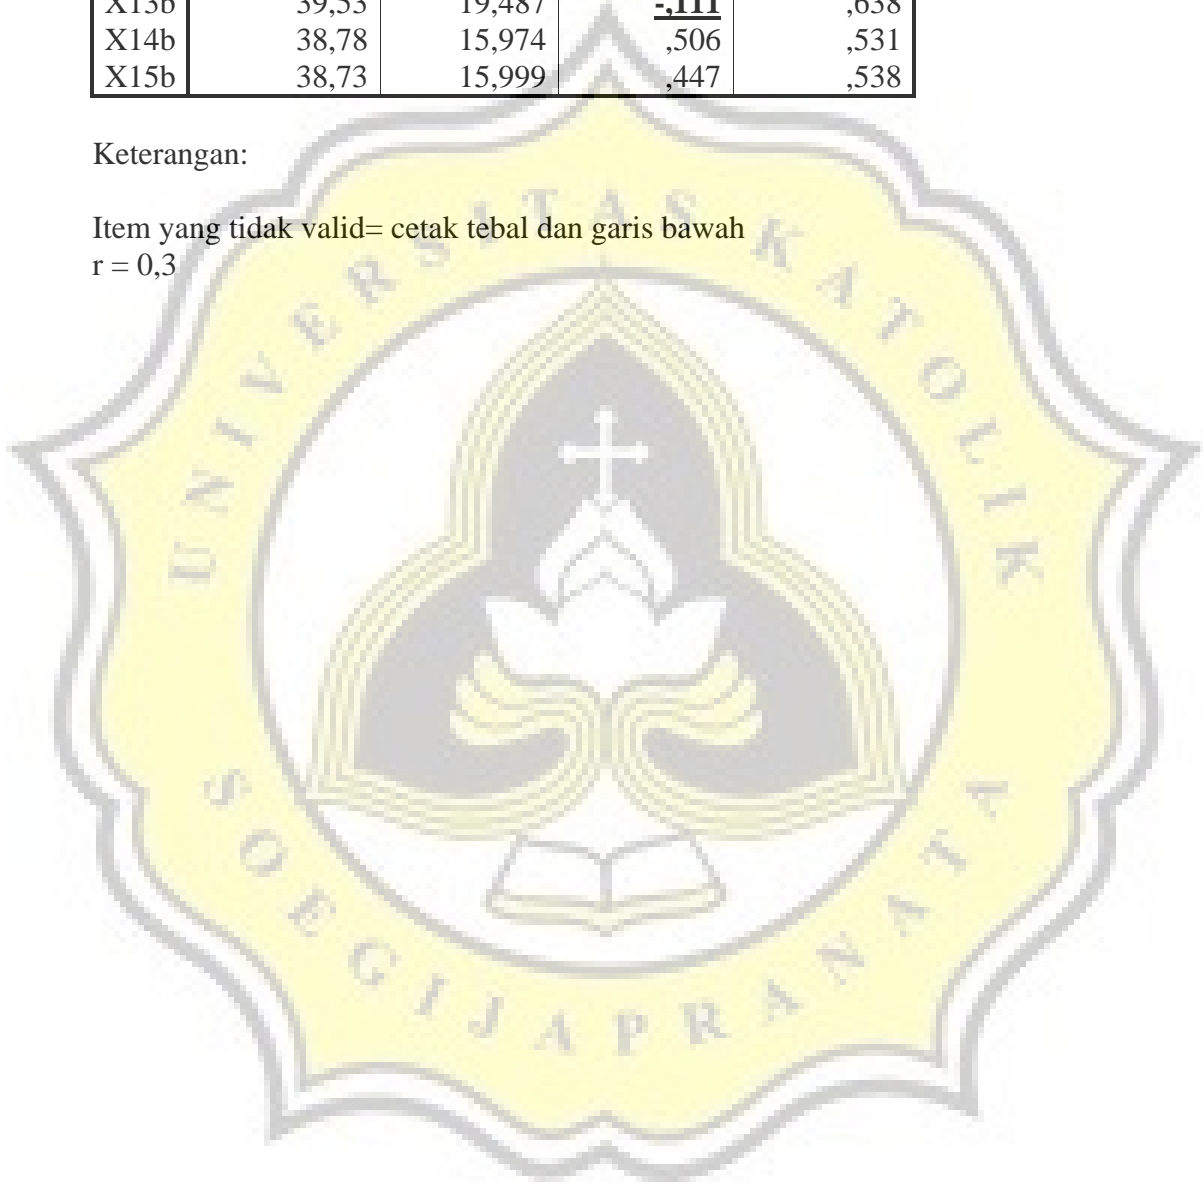 X13b 39,53 19,487 -,111 ,638
X14b 38,78 15,974 ,506 ,531
X15b 38,73 15,999 ,447 ,538
Keterangan:
Item yang tidak valid= cetak tebal dan garis bawah
r = 0,3
UNIVERSITAS KATOLIK
SOEGIJAPRANATA